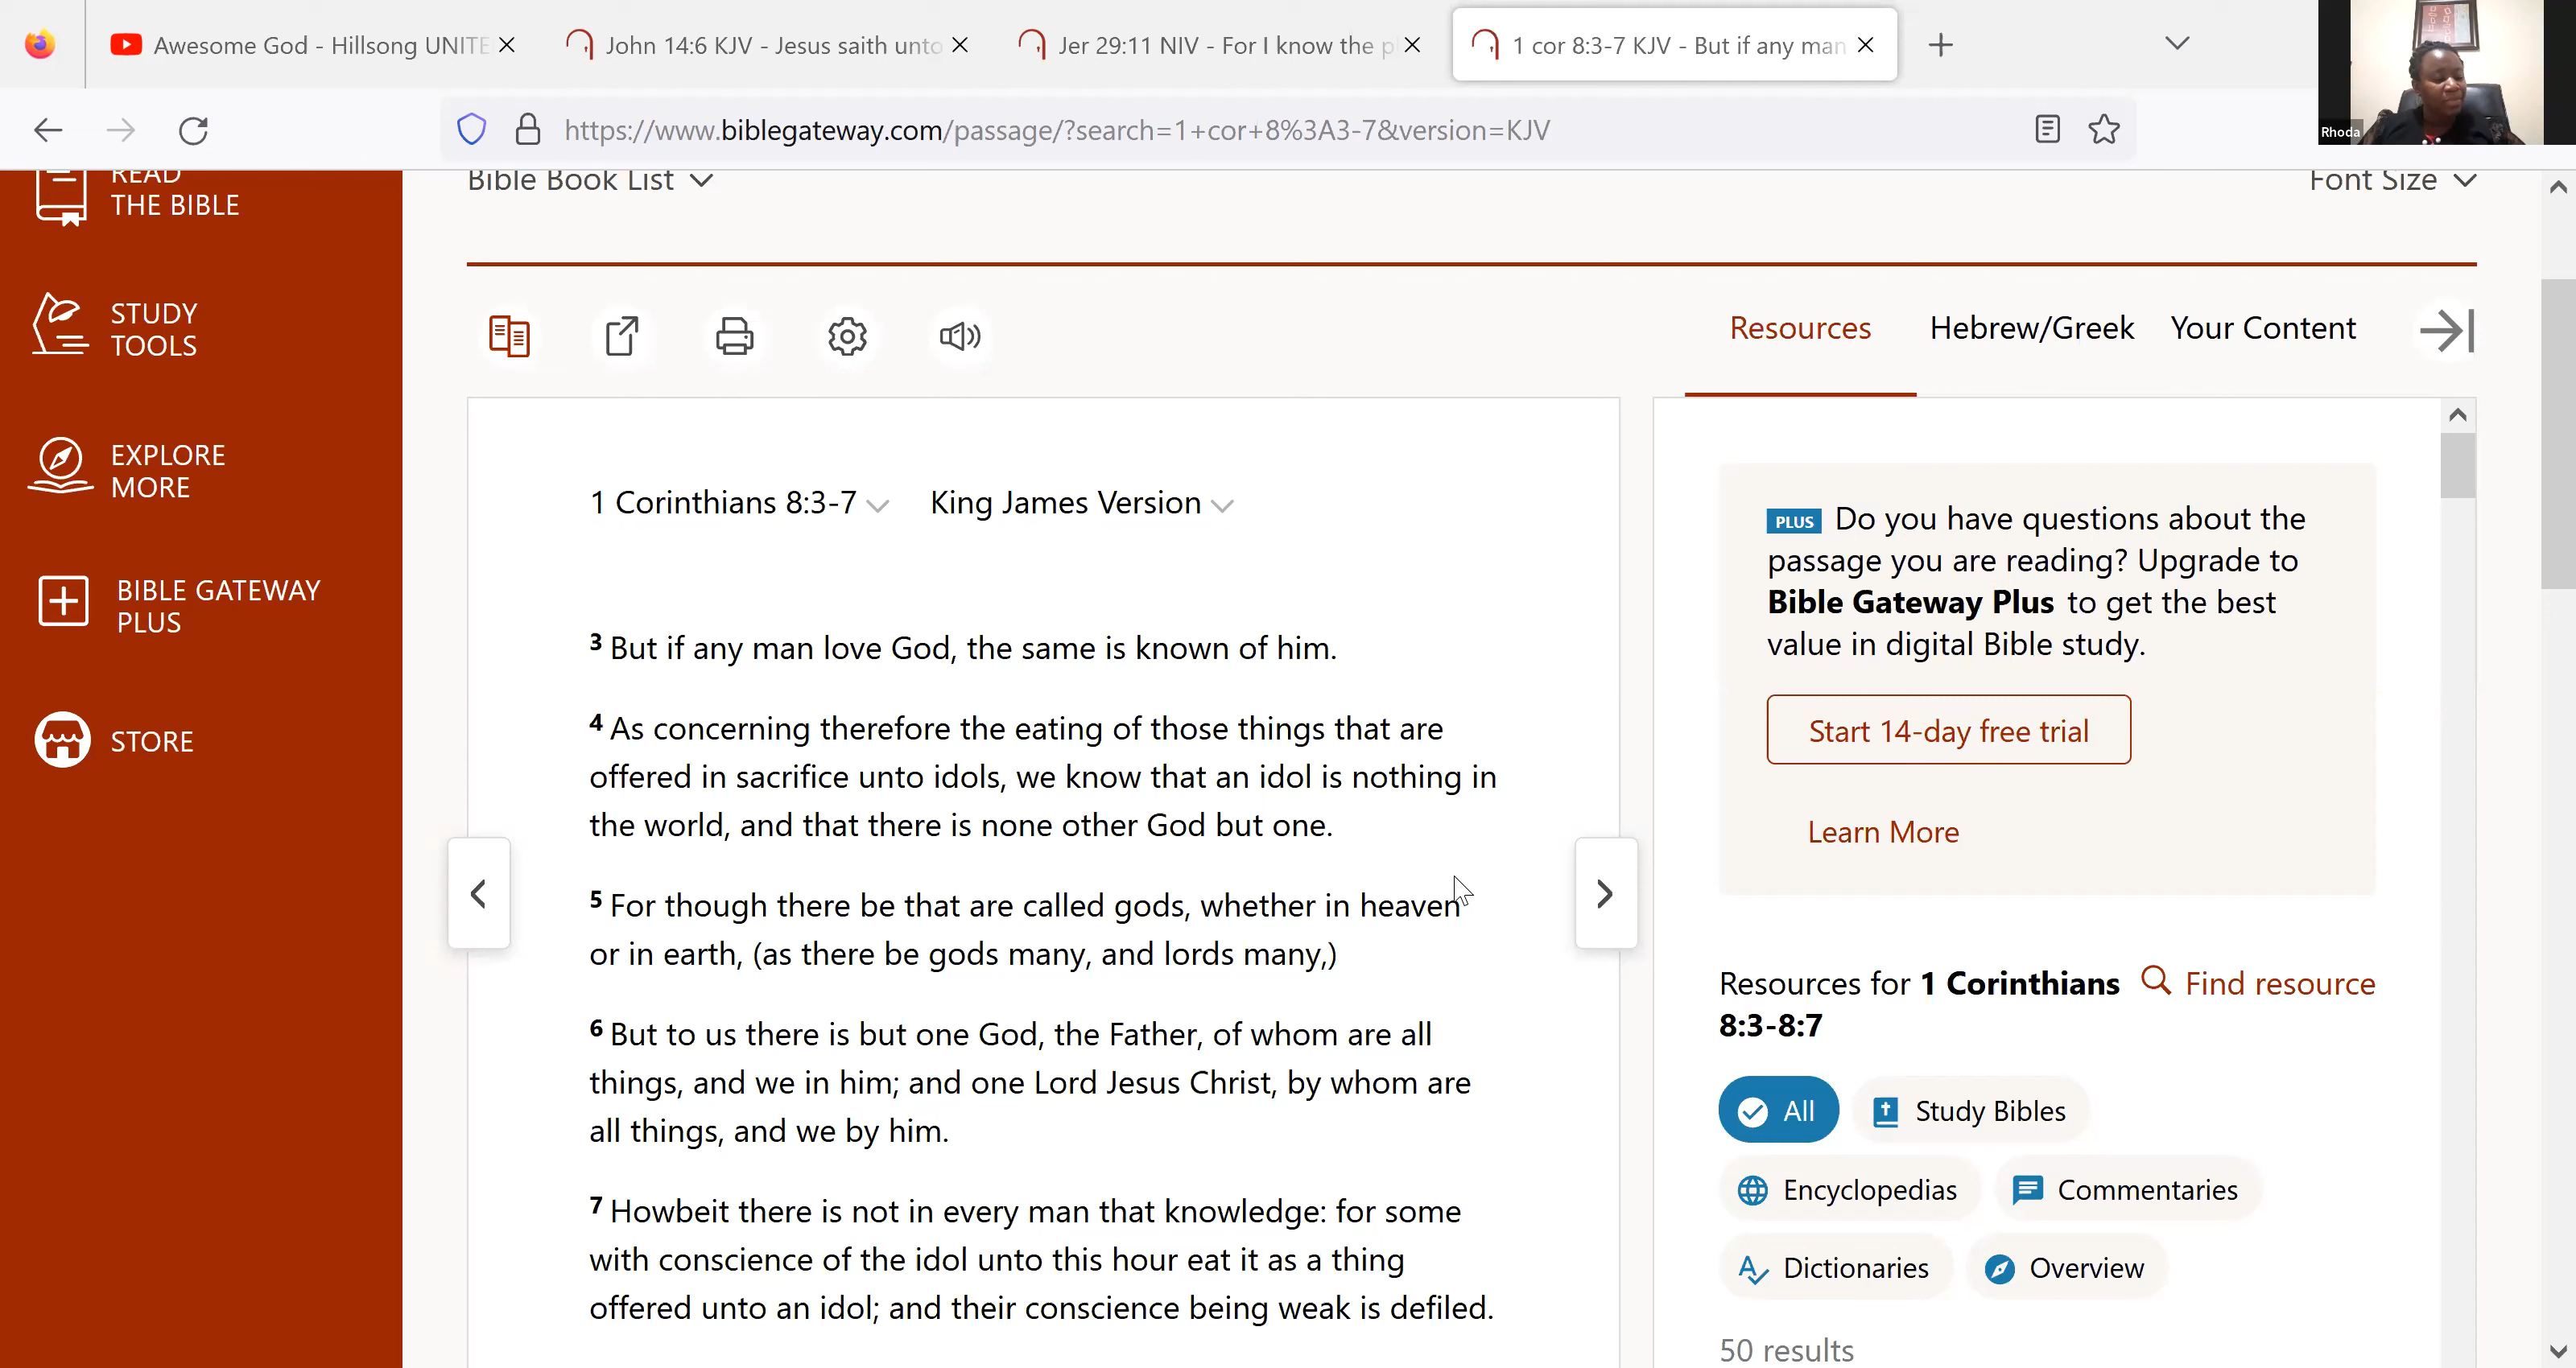 Awesome God - Hillsong UNITE
John 14:6 KJV - Jesus saith unto
Jer 29:11 NIV - For I know the p
1 cor 8:3-7 KJV - But if any man
https://www.biblegateway.com/passage/?search=1+cor+8%3A3-7&version=KJV
Rhoda
READ
THE BIBLE
STUDY
TOOLS
EXPLORE
MORE
BIBLE GATEWAY
PLUS
STORE
Bible Book List
Font Size
Resources
Hebrew/Greek
Your Content
1 Corinthians 8:3-7
King James Version
3 But if any man love God, the same is known of him.
4 As concerning therefore the eating of those things that are
offered in sacrifice unto idols, we know that an idol is nothing in
the world, and that there is none other God but one.
5 For though there be that are called gods, whether in heaven
or in earth, (as there be gods many, and lords many,)
6 But to us there is but one God, the Father, of whom are all
things, and we in him; and one Lord Jesus Christ, by whom are
all things, and we by him.
7 Howbeit there is not in every man that knowledge: for some
with conscience of the idol unto this hour eat it as a thing
offered unto an idol; and their conscience being weak is defiled.
PLUS Do you have questions about the
passage you are reading? Upgrade to
Bible Gateway Plus to get the best
value in digital Bible study.
Start 14-day free trial
Learn More
Resources for 1 Corinthians
8:3-8:7
Find resource
All
Study Bibles
Encyclopedias
Commentaries
Dictionaries
Overview
50 results